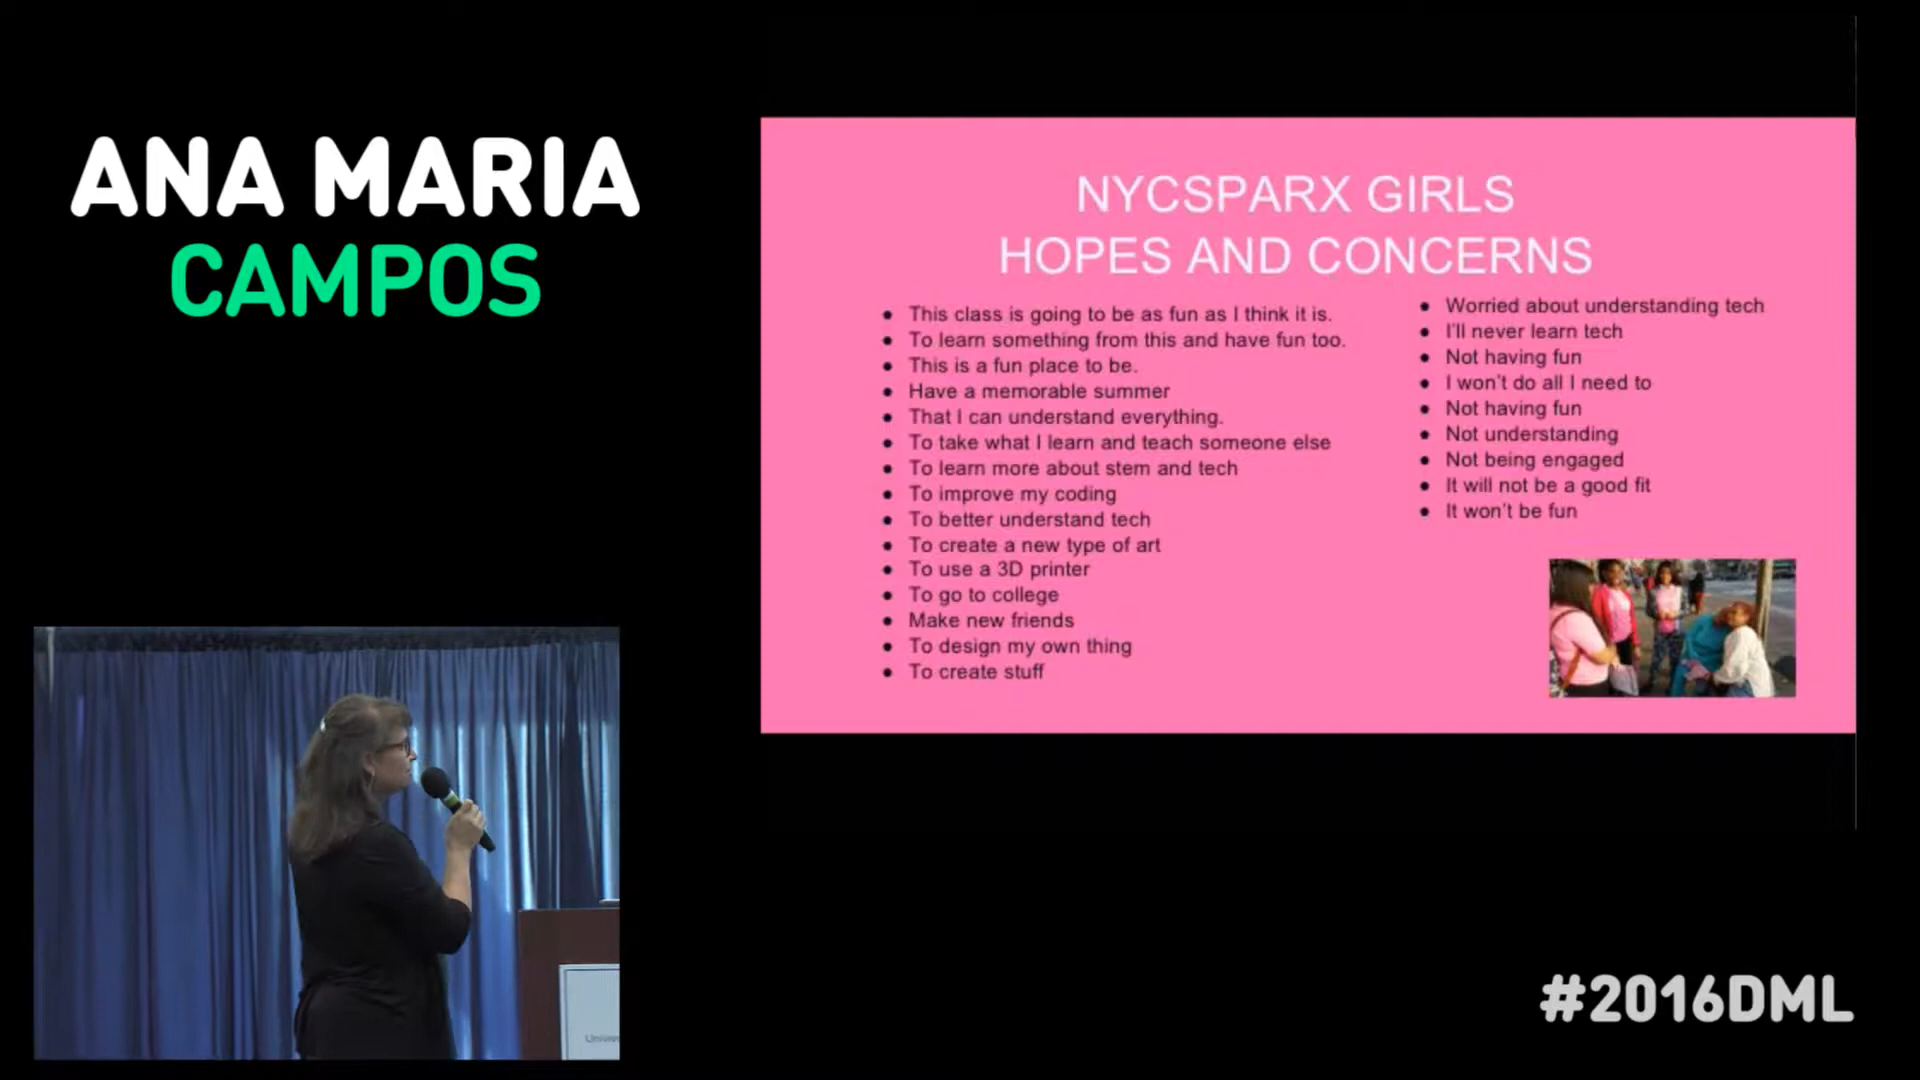 ANA MARIA
CAMPOS
NYCSPARX GIRLS
HOPES AND CONCERNS
This class is going to be as fun as I think it is.
To learn something from this and have fun too.
This is a fun place to be.
Have a memorable summer
That I can understand everything.
To take what I learn and teach someone else
To learn more about stem and tech
To improve my coding
To better understand tech
To create a new type of art
To use a 3D printer
To go to college
Make new friends
To design my own thing
To create stuff
Worried about understanding tech
I'll never learn tech
Not having fun
I won't do all I need to
Not having fun
Not understanding
Not being engaged
It will not be a good fit
It won't be fun
#2016DML